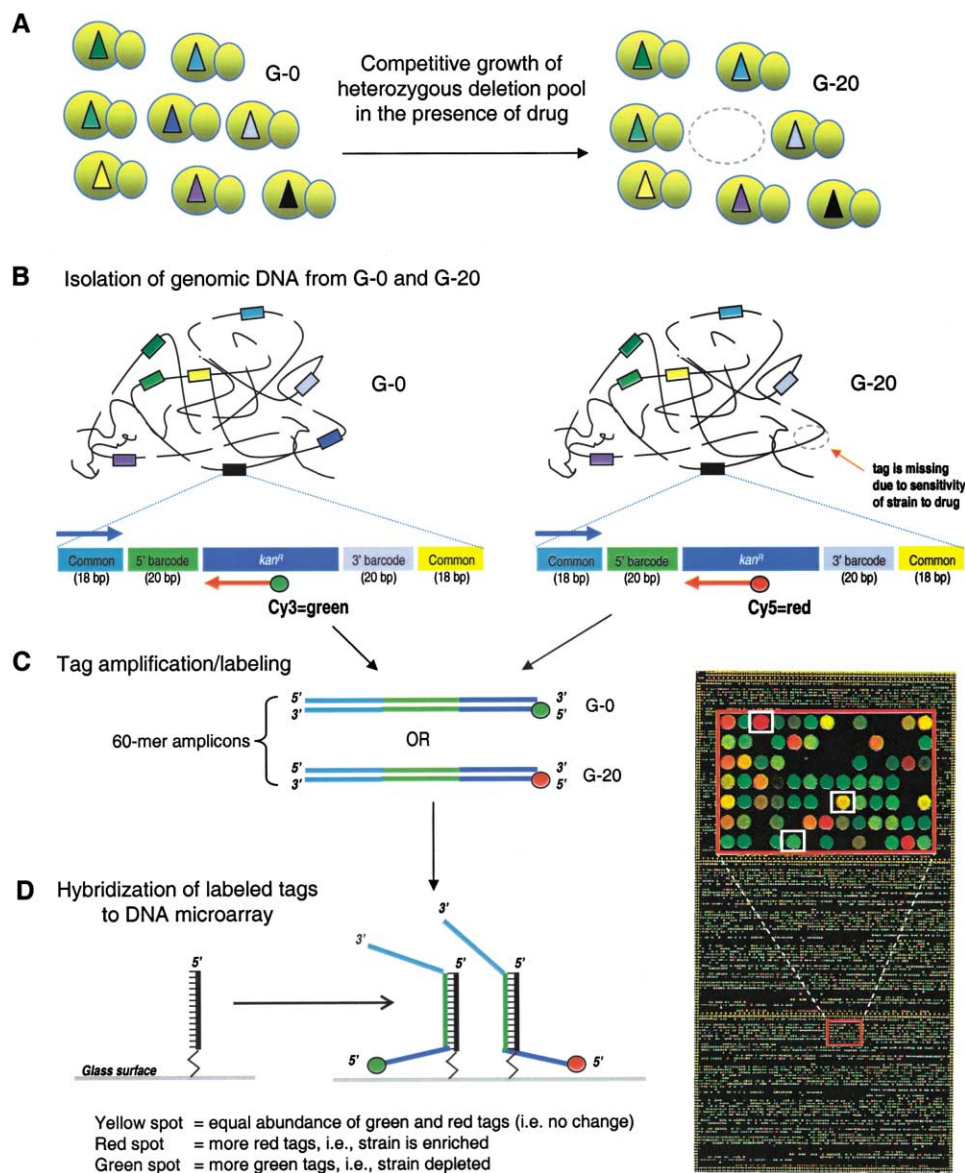 A
G-0
Competitive growth of
heterozygous deletion pool
in the presence of drug
G-20
B Isolation of genomic DNA from G-0 and G-20
G-0
G-20
tag is missing
due to sensitivity
of strain to drug
Common 5' barcode kanR 3' barcode Common
(18 bp) (20 bp) (20 bp) (18 bp)
Cy3=green
Common 5' barcode kanR 3' barcode Common
(18 bp) (20 bp) (20 bp) (18 bp)
Cy5=red
C Tag amplification/labeling
5' 3'
3' 5'
G-0
60-mer amplicons
OR
5' 3'
3' 5'
G-20
D Hybridization of labeled tags
to DNA microarray
5'
Glass surface
3'
3'
5' 5'
5' 5'
Yellow spot = equal abundance of green and red tags (i.e. no change)
Red spot = more red tags, i.e., strain is enriched
Green spot = more green tags, i.e., strain depleted